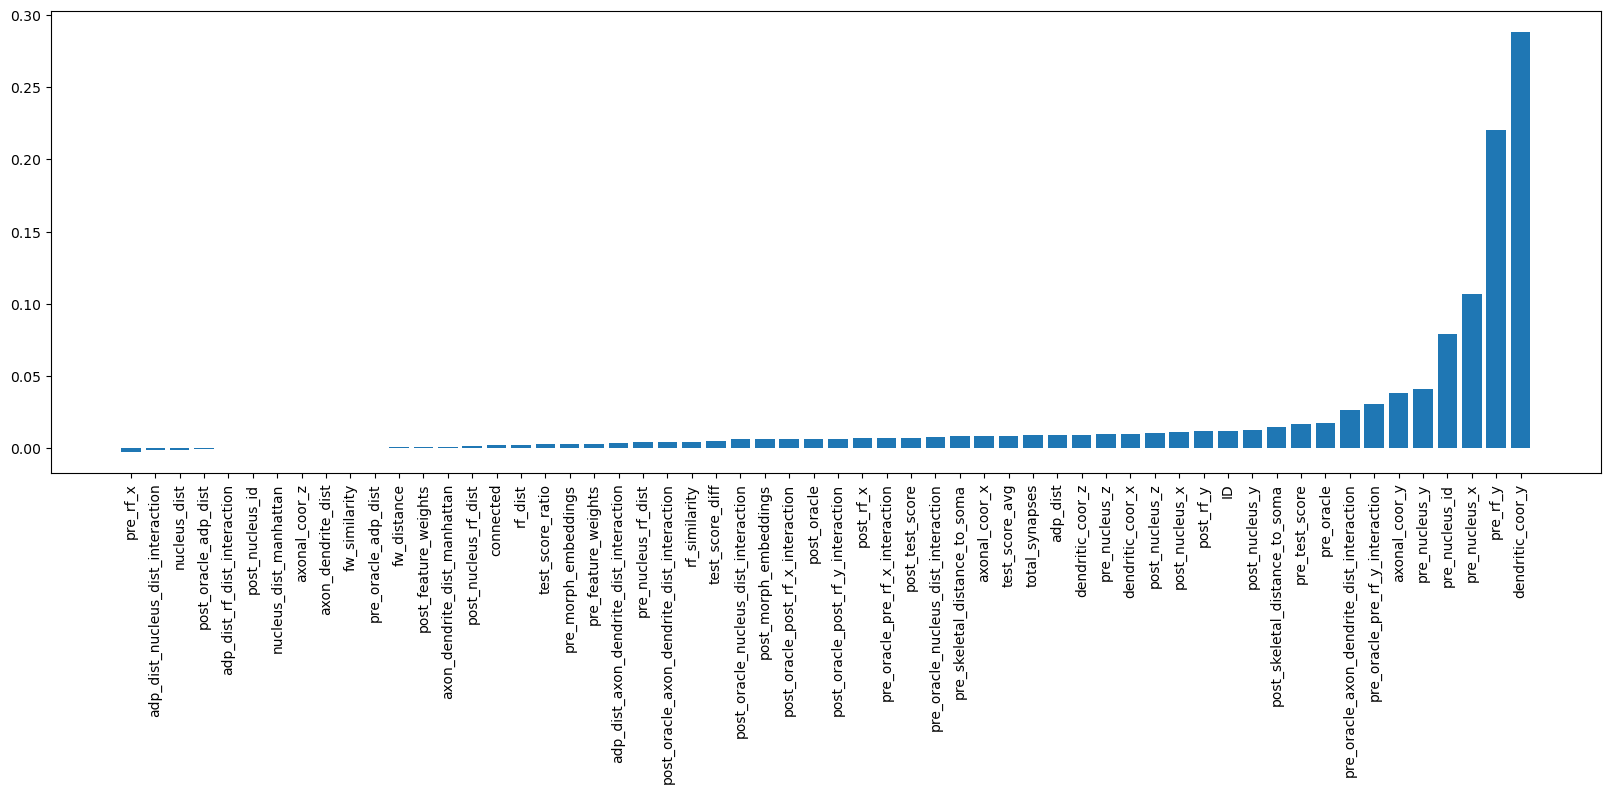 0.30
0.25
0.20
0.15
0.10
0.05
0.00
pre_rf_x
adp_dist_nucleus_dist_interaction
nucleus_dist
post_oracle_adp_dist
adp_dist_rf_dist_interaction
post_nucleus_id
nucleus_dist_manhattan
axonal_coor_z
axon_dendrite_dist
fw_similarity
pre_oracle_adp_dist
fw_distance
post_feature_weights
axon_dendrite_dist_manhattan
post_nucleus_rf_dist
connected
rf_dist
test_score_ratio
pre_morph_embeddings
pre_feature_weights
adp_dist_axon_dendrite_dist_interaction
pre_nucleus_rf_dist
post_oracle_axon_dendrite_dist_interaction
rf_similarity
test_score_diff
post_oracle_nucleus_dist_interaction
post_morph_embeddings
post_oracle_post_rf_x_interaction
post_oracle
post_oracle_post_rf_y_interaction
post_rf_x
pre_oracle_pre_rf_x_interaction
post_test_score
pre_oracle_nucleus_dist_interaction
pre_skeletal_distance_to_soma
axonal_coor_x
test_score_avg
total_synapses
adp_dist
dendritic_coor_z
pre_nucleus_z
dendritic_coor_x
post_nucleus_z
post_nucleus_x
post_rf_y
ID
post_nucleus_y
post_skeletal_distance_to_soma
pre_test_score
pre_oracle
pre_oracle_axon_dendrite_dist_interaction
pre_oracle_pre_rf_y_interaction
axonal_coor_y
pre_nucleus_y
pre_nucleus_id
pre_nucleus_x
pre_rf_y
dendritic_coor_y